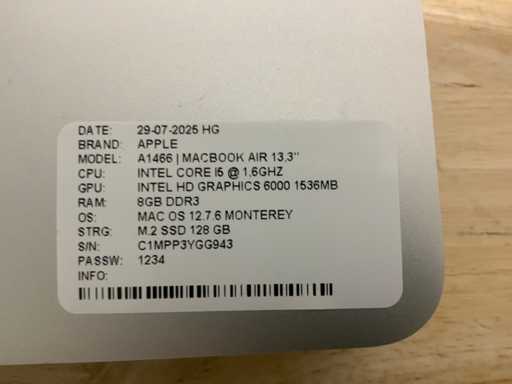 DATE: 29-07-2025 HG
BRAND: APPLE
MODEL: A1466 | MACBOOK AIR 13,3"
CPU: INTEL CORE I5 @ 1,6GHZ
GPU: INTEL HD GRAPHICS 6000 1536MB
RAM: 8GB DDR3
OS: MAC OS 12.7.6 MONTEREY
STRG: M.2 SSD 128 GB
S/N: C1MPP3YGG943
PASSW: 1234
INFO: